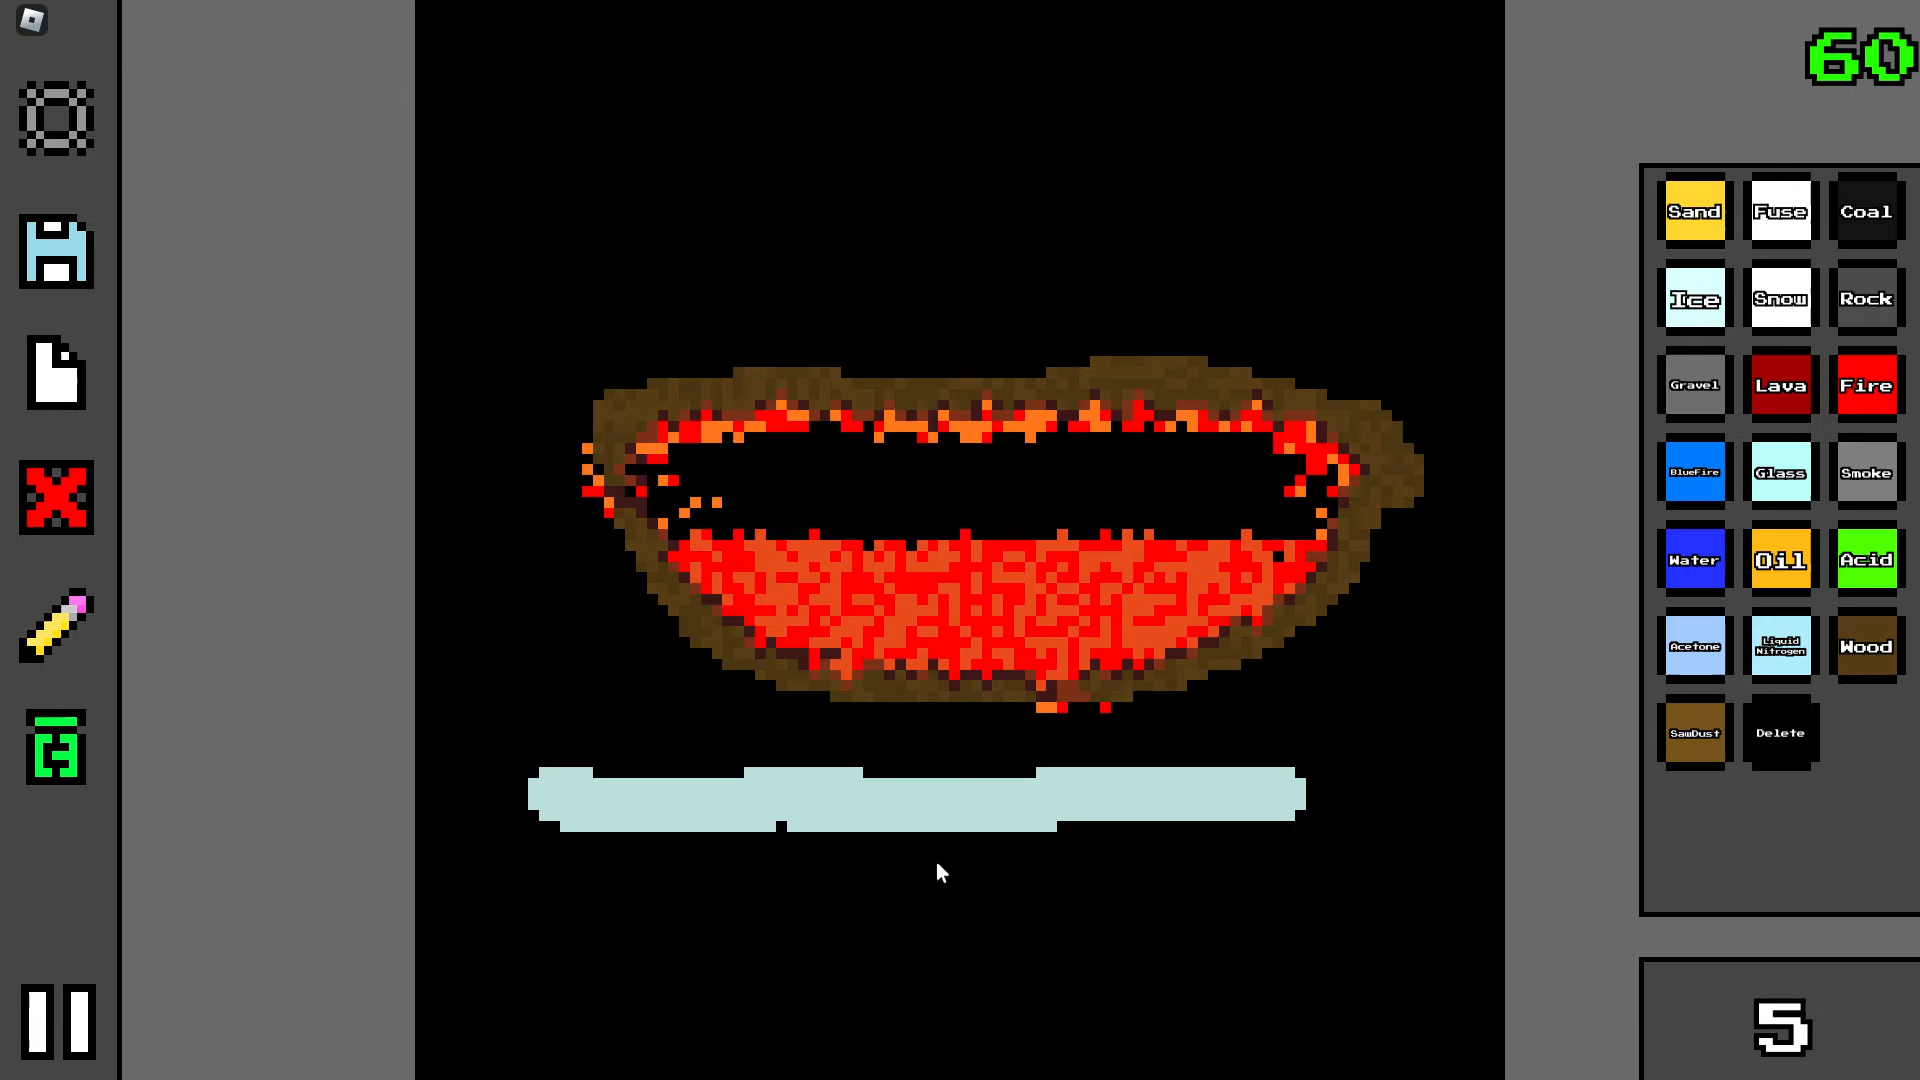 60
Sand Fuse Coal
Ice Snow Rock
Gravel Lava Fire
BlueFire Glass Smoke
Water Oil Acid
Acetone Liquid Nitrogen Wood
SawDust Delete
5